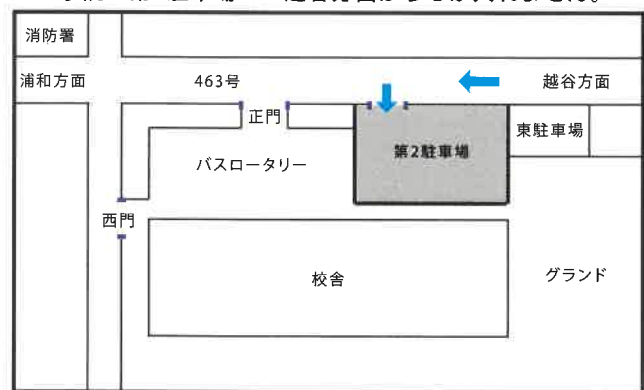 消防署
浦和方面 463号 越谷方面
正門
東駐車場
第2駐車場
バスロータリー
西門
校舎
グランド